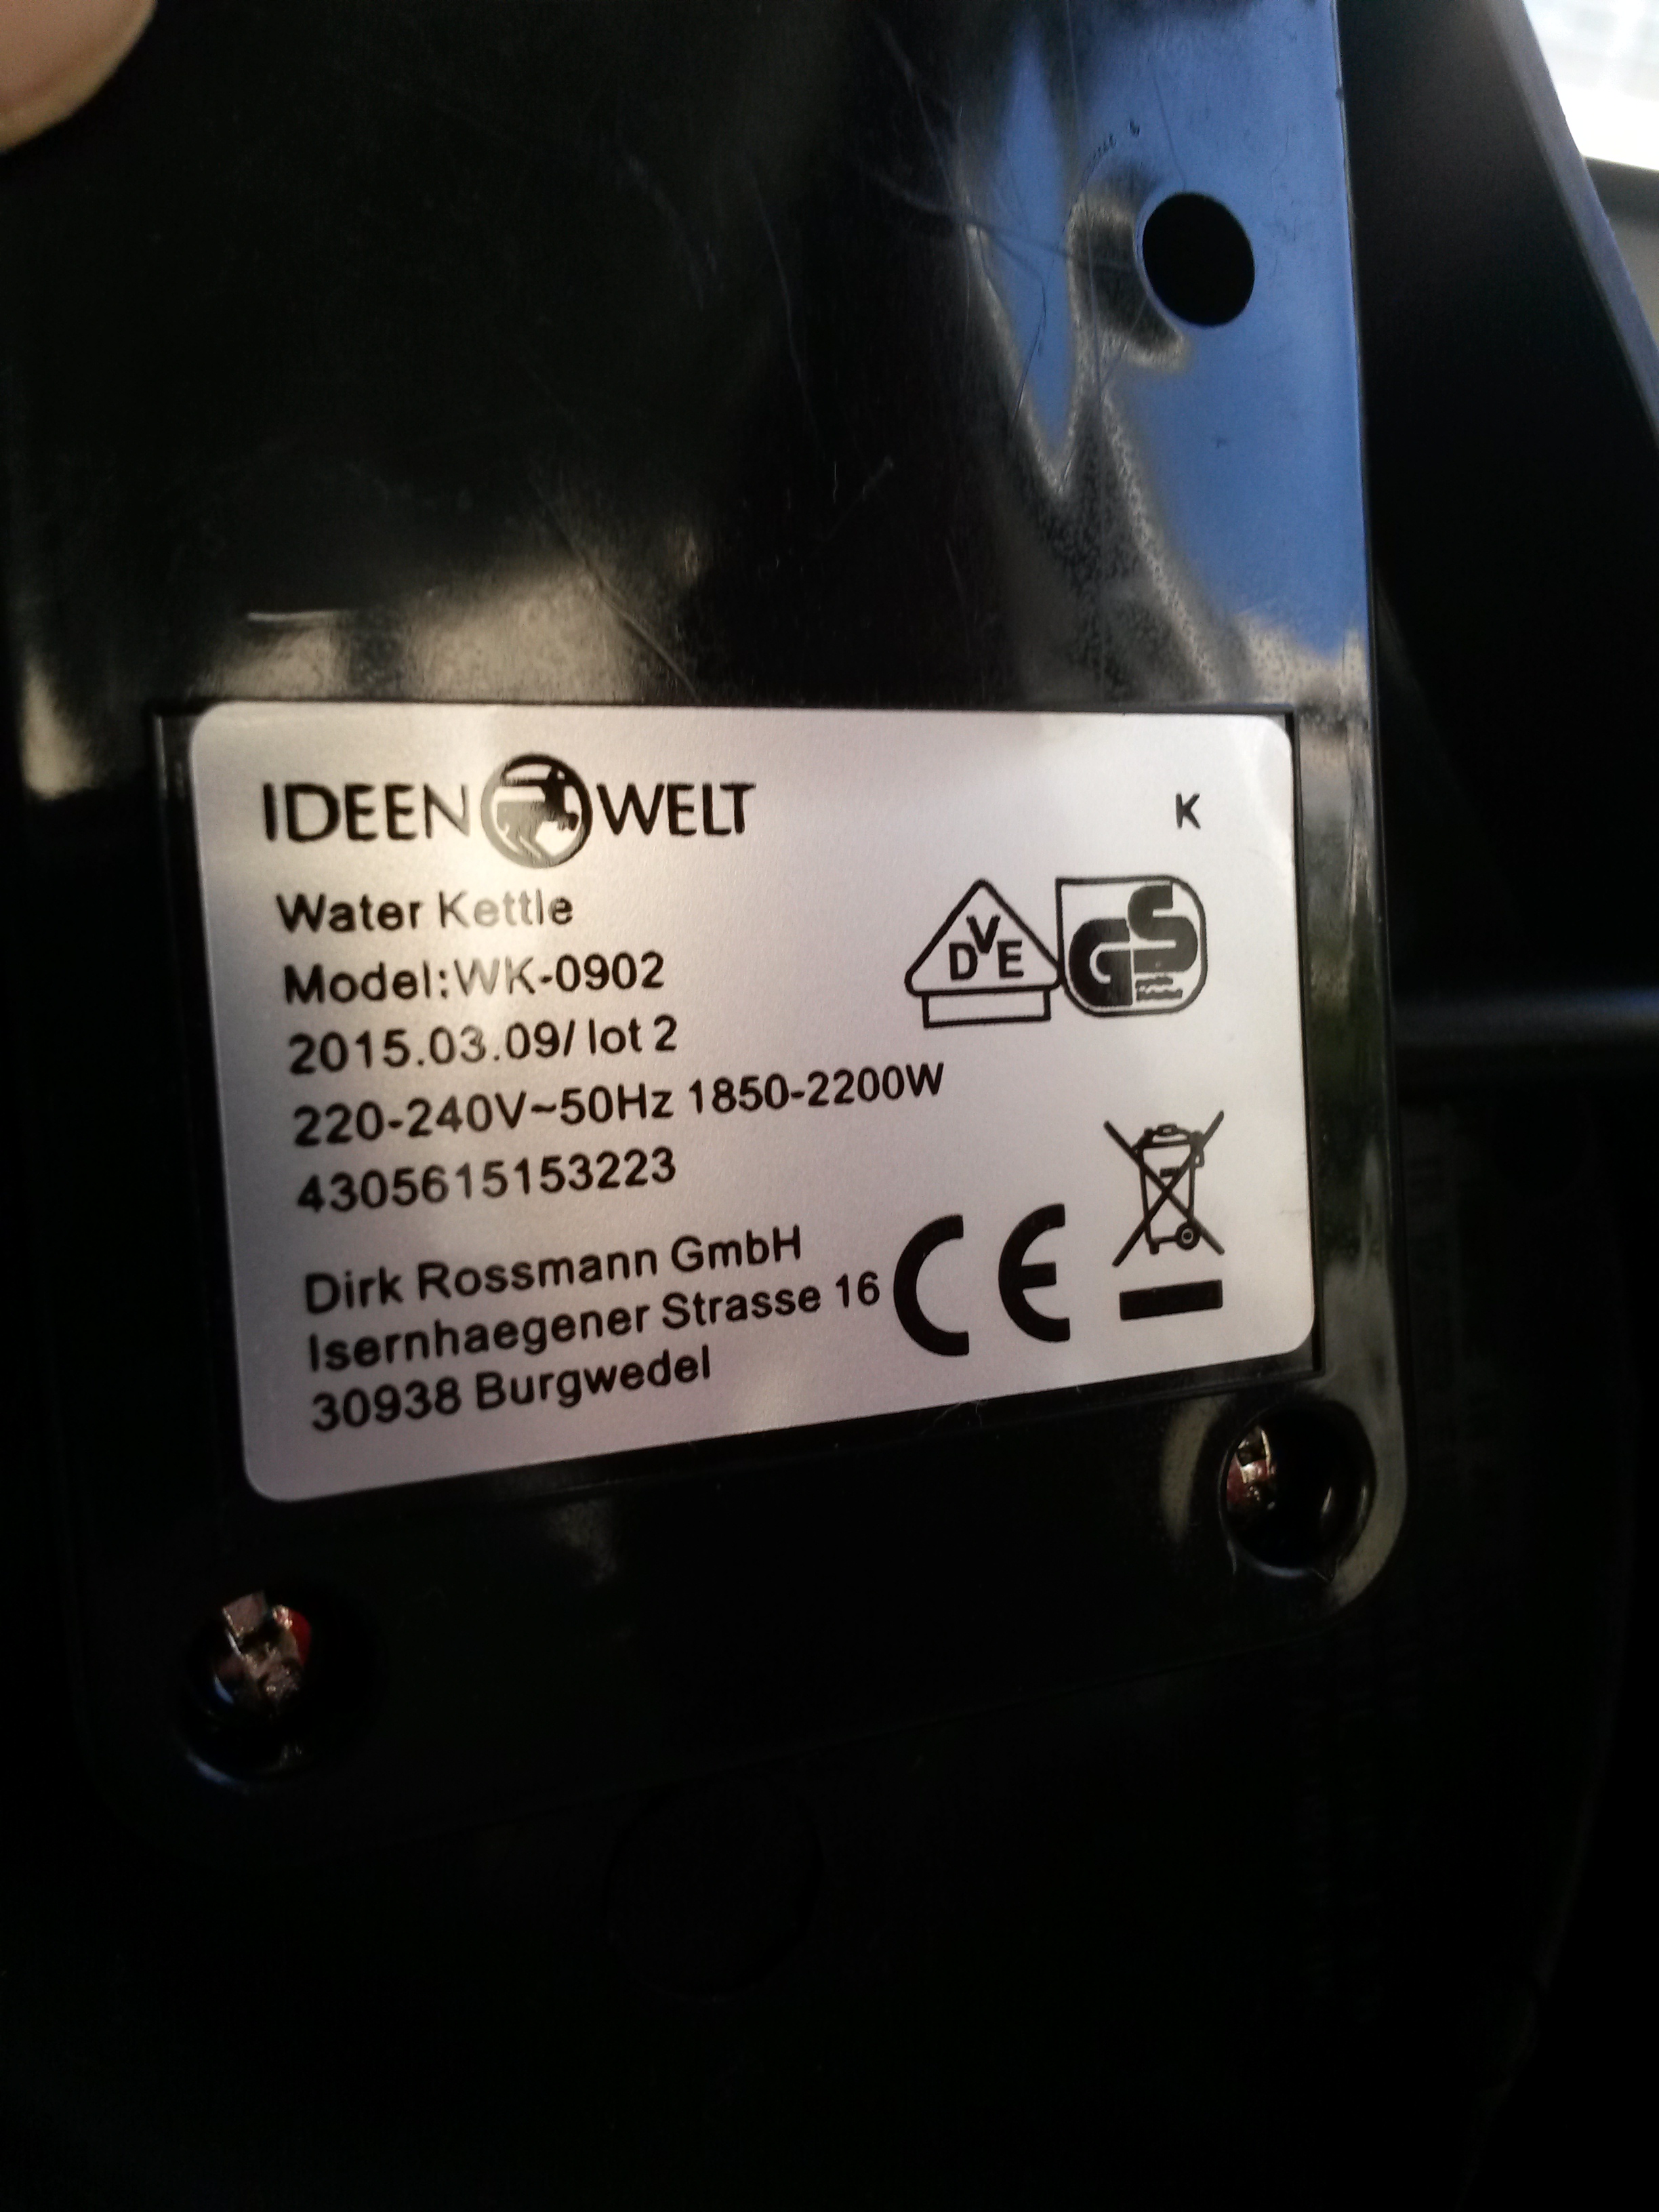 IDEEN WELT
K
Water Kettle
Model:WK-0902
2015.03.09/ lot 2
220-240V~50Hz 1850-2200W
4305615153223
DVE
GS
Dirk Rossmann GmbH
Isernhaegener Strasse 16
30938 Burgwedel
CE